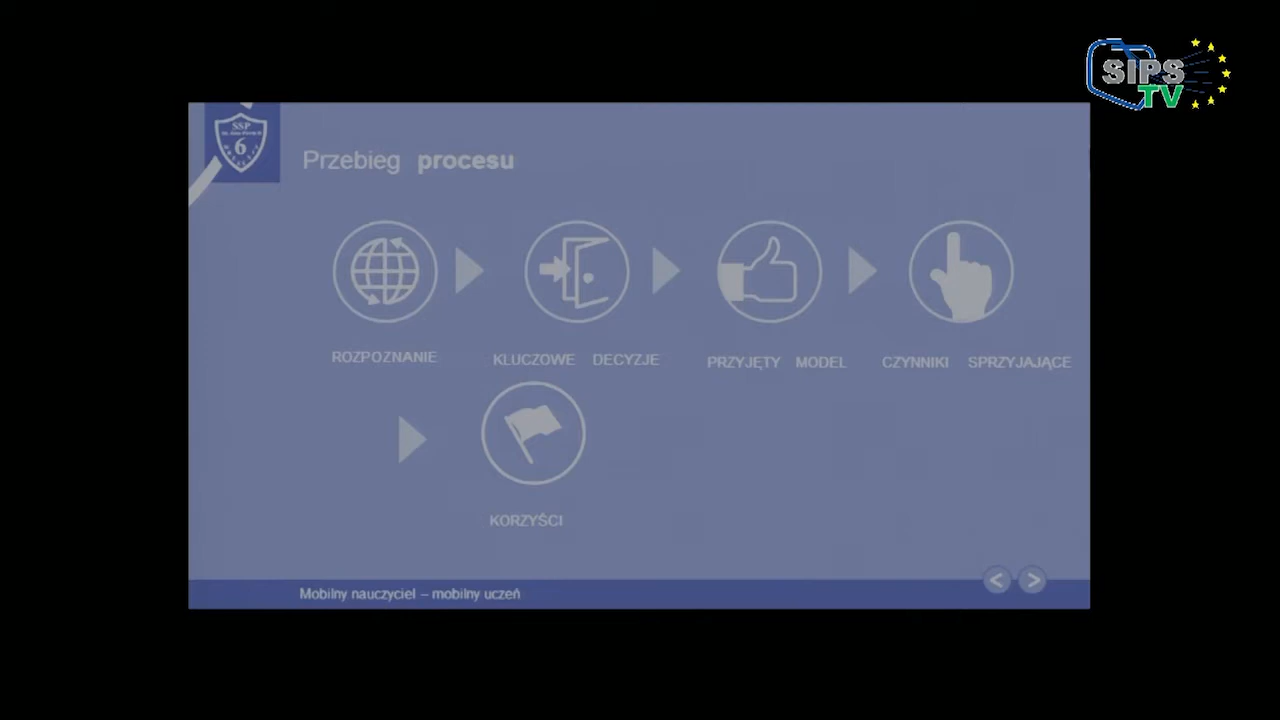 SIPS
TV
SSP
6
Przebieg procesu
ROZPOZNANIE
KLUCZOWE DECYZJE
PRZYJĘTY MODEL
CZYNNIKI SPRZYJAJĄCE
KORZYŚCI
Mobilny nauczyciel – mobilny uczeń